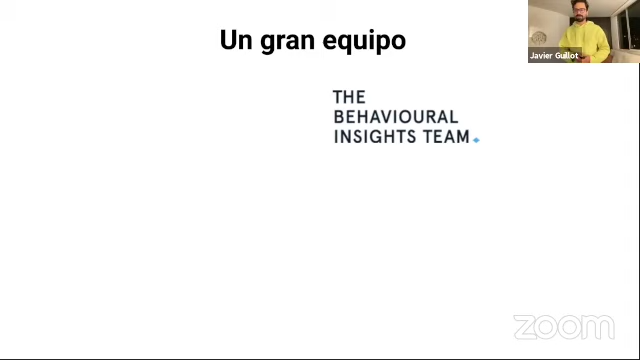 Un gran equipo
Javier Guillot
THE
BEHAVIOURAL
INSIGHTS TEAM
zoom